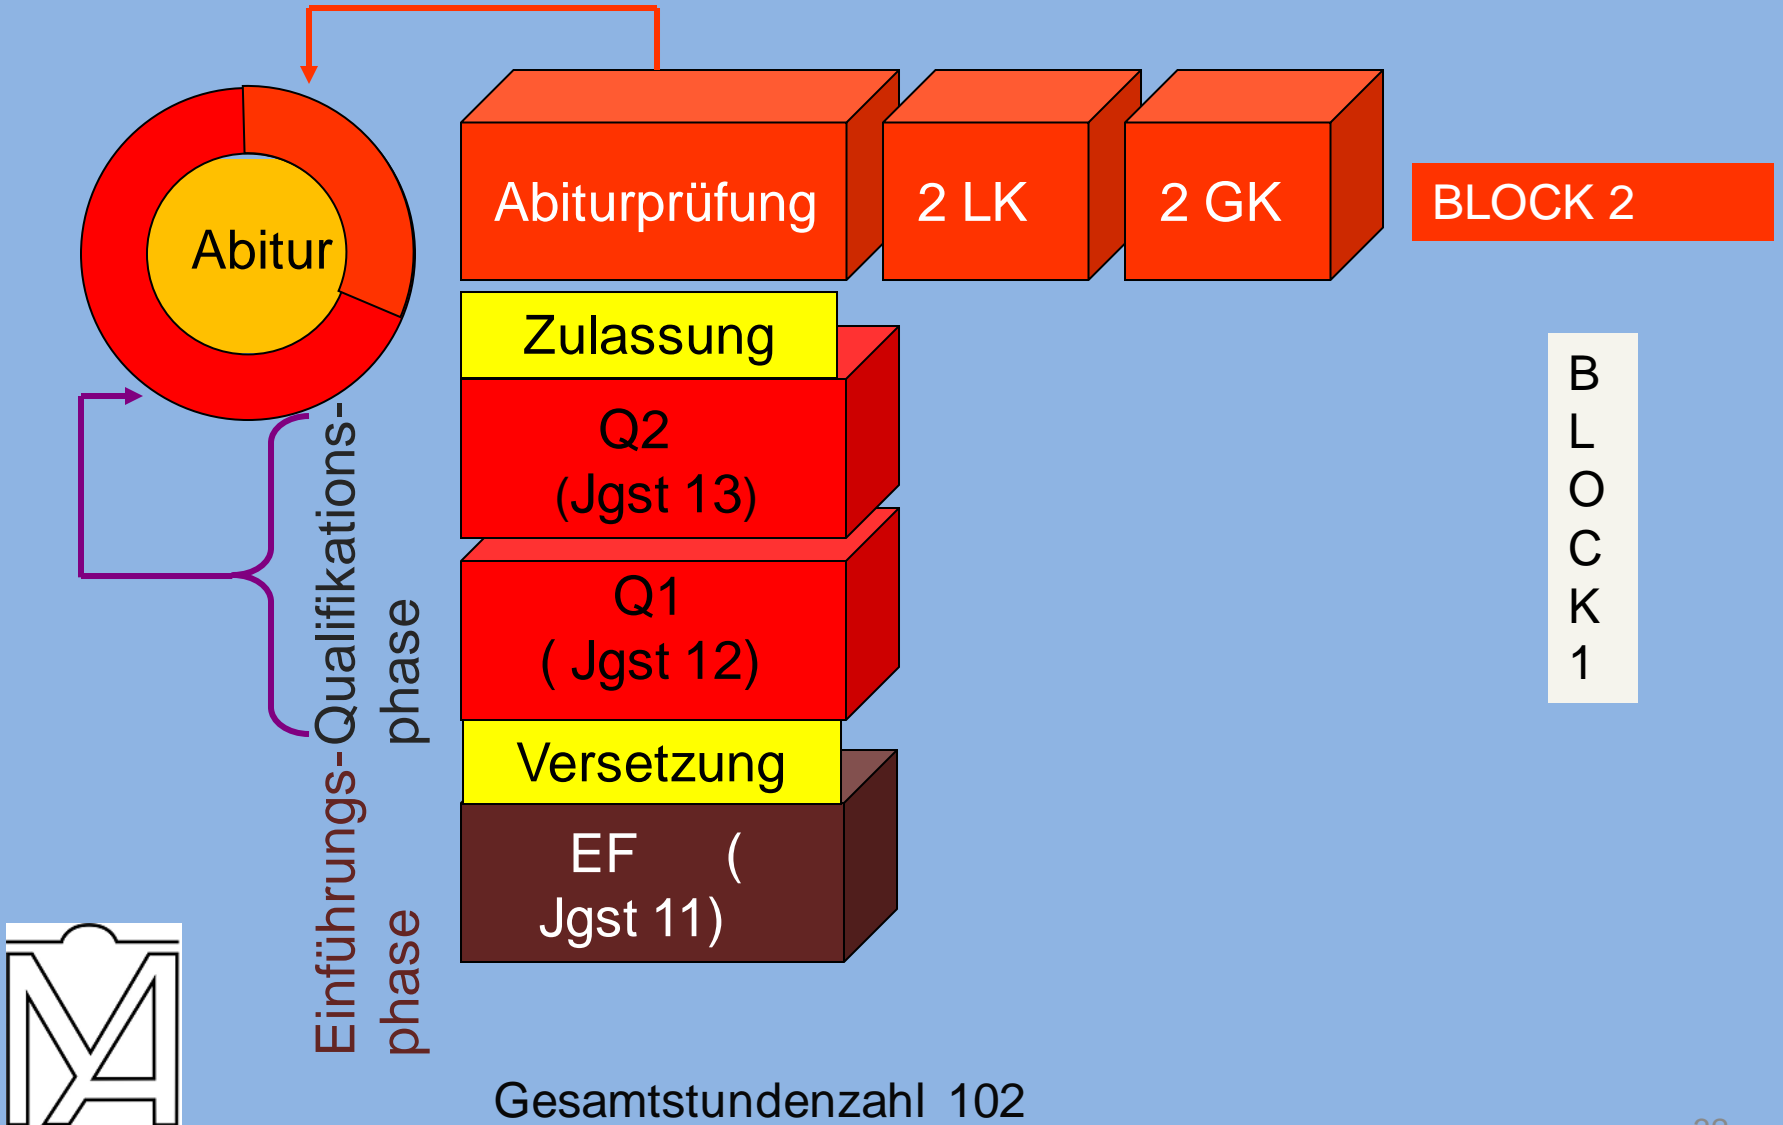 Abitur
Abiturprüfung
2 LK
2 GK
BLOCK 2
Zulassung
Q2
(Jgst 13)
Q1
( Jgst 12)
Versetzung
EF (
Jgst 11)
Qualifikations-
phase
Einführungs-
phase
B
L
O
C
K
1
Gesamtstundenzahl 102